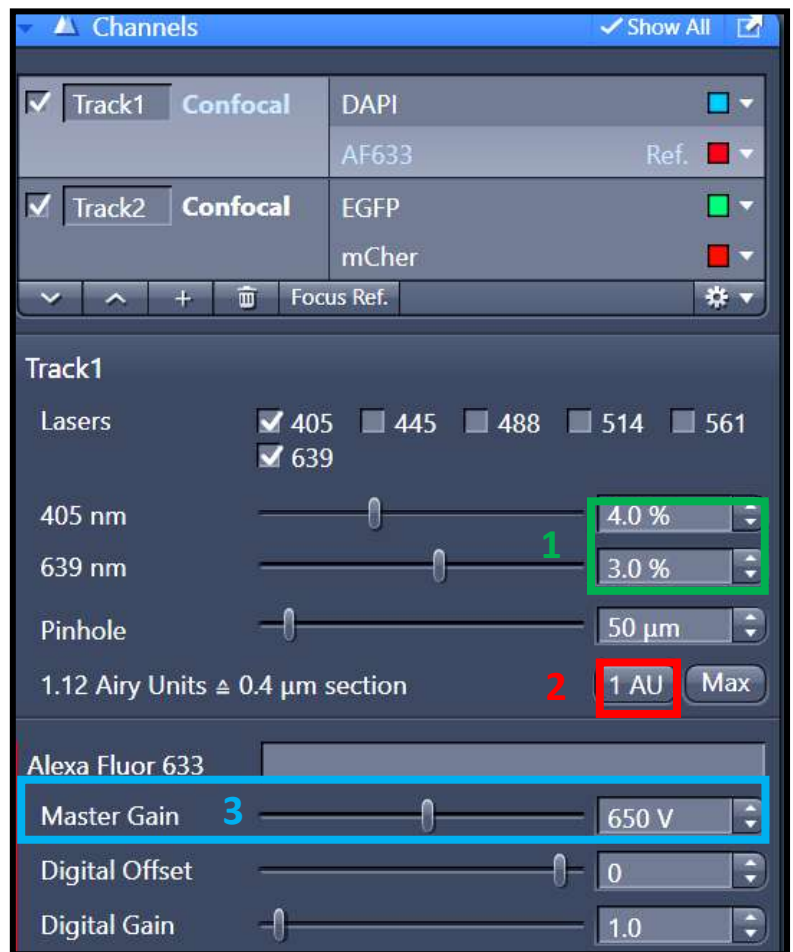 Channels Show All
Track1 Confocal DAPI
AF633 Ref.
Track2 Confocal EGFP
mCher
Focus Ref.
Track1
Lasers 405 445 488 514 561
639
405 nm 4.0 %
1
639 nm 3.0 %
Pinhole 50 µm
1.12 Airy Units ≙ 0.4 µm section 2 1 AU Max
Alexa Fluor 633
Master Gain 3 650 V
Digital Offset 0
Digital Gain 1.0